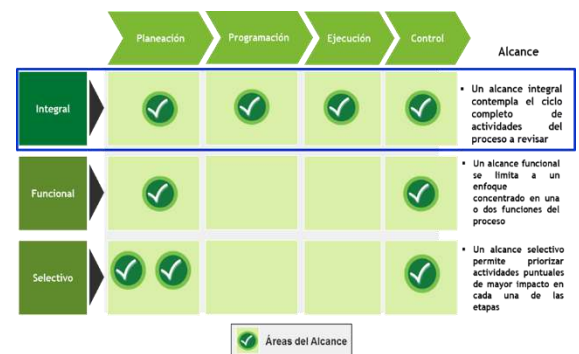 Planeación
Programación
Ejecución
Control
Alcance
Integral
▪ Un alcance integral
contempla el ciclo
completo de
actividades del
proceso a revisar
Funcional
▪ Un alcance funcional
se limita a un
enfoque
concentrado en una
o dos funciones del
proceso
Selectivo
▪ Un alcance selectivo
permite priorizar
actividades puntuales
de mayor impacto en
cada una de las
etapas
Áreas del Alcance